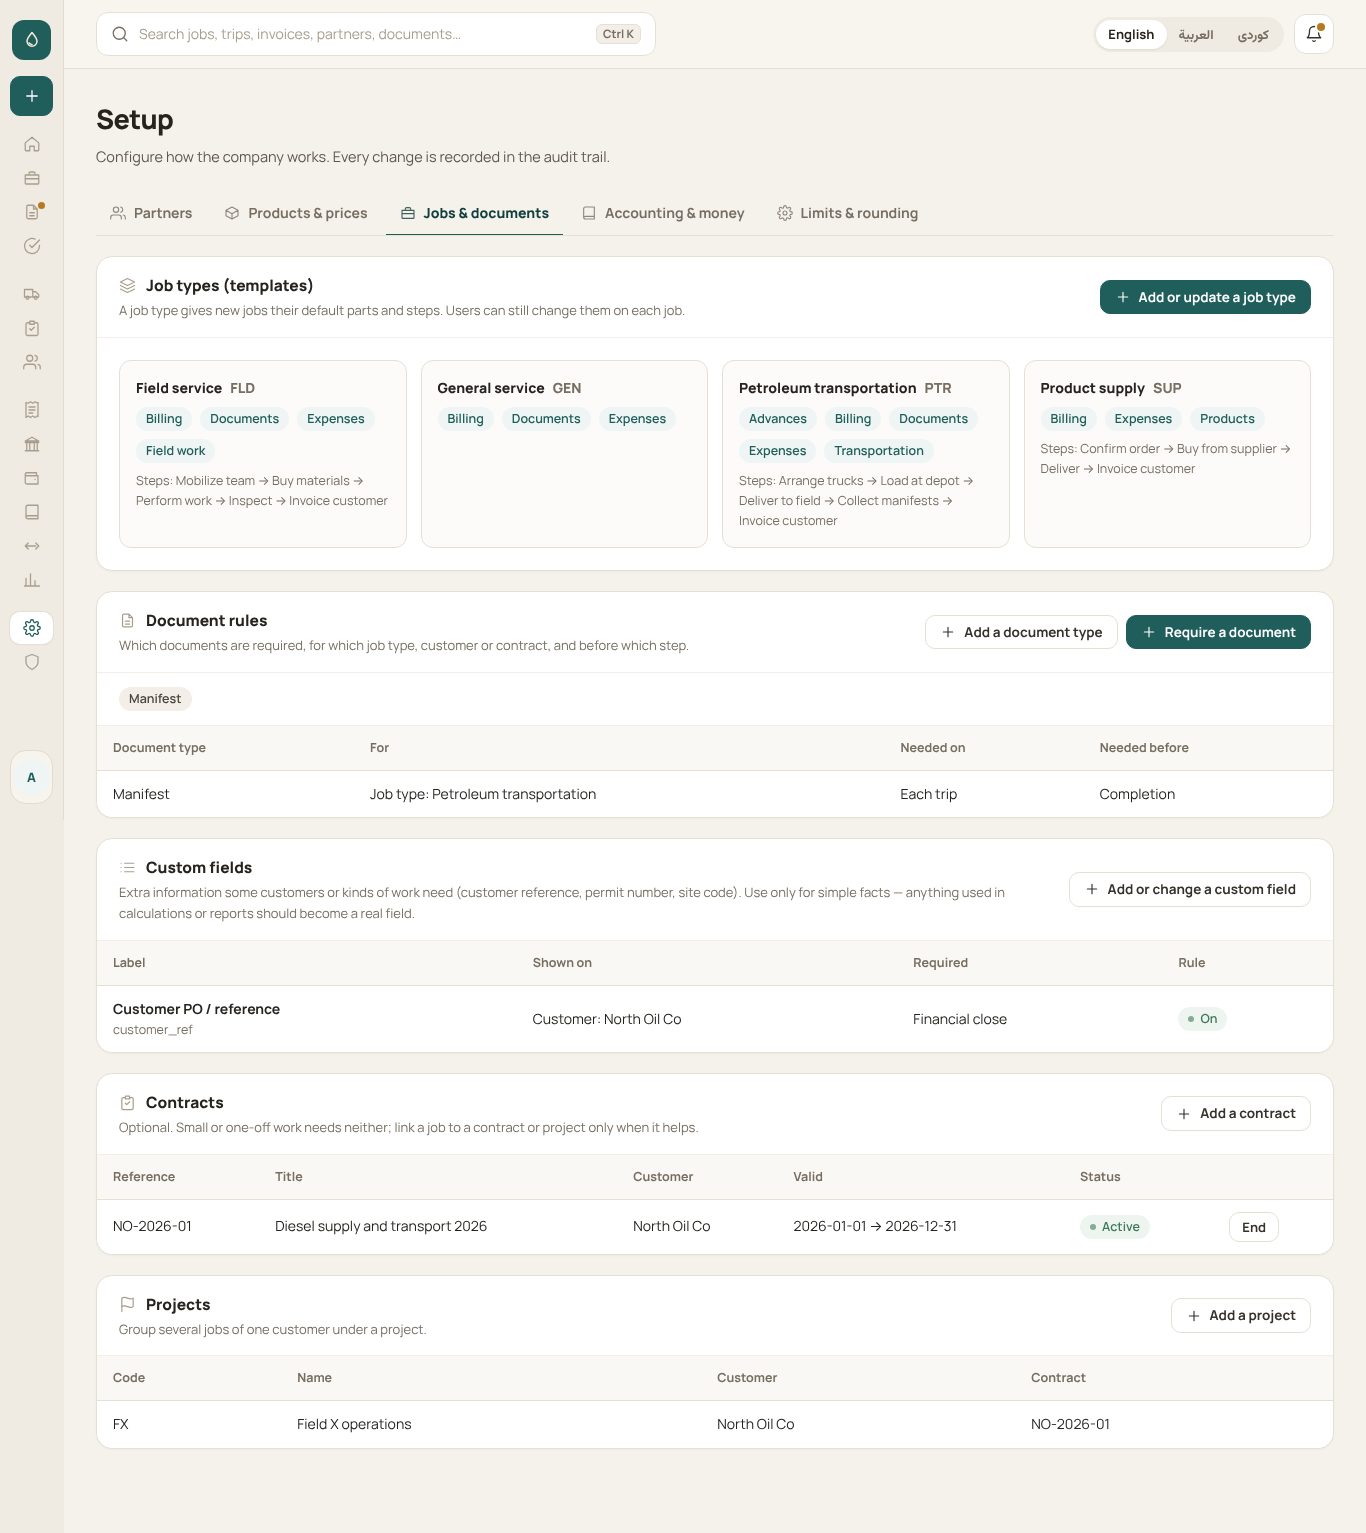 Search jobs, trips, invoices, partners, documents...
Ctrl K
English
العربية
کوردی
Setup
Configure how the company works. Every change is recorded in the audit trail.
Partners
Products & prices
Jobs & documents
Accounting & money
Limits & rounding
Job types (templates)
A job type gives new jobs their default parts and steps. Users can still change them on each job.
+ Add or update a job type
Field service FLD
Billing
Documents
Expenses
Field work
Steps: Mobilize team → Buy materials →
Perform work → Inspect → Invoice customer
General service GEN
Billing
Documents
Expenses
Petroleum transportation PTR
Advances
Billing
Documents
Expenses
Transportation
Steps: Arrange trucks → Load at depot →
Deliver to field → Collect manifests →
Invoice customer
Product supply SUP
Billing
Expenses
Products
Steps: Confirm order → Buy from supplier →
Deliver → Invoice customer
Document rules
Which documents are required, for which job type, customer or contract, and before which step.
+ Add a document type
+ Require a document
Manifest
Document type
For
Needed on
Needed before
Manifest
Job type: Petroleum transportation
Each trip
Completion
A
Custom fields
Extra information some customers or kinds of work need (customer reference, permit number, site code). Use only for simple facts — anything used in
calculations or reports should become a real field.
+ Add or change a custom field
Label
Shown on
Required
Rule
Customer PO / reference
customer_ref
Customer: North Oil Co
Financial close
On
Contracts
Optional. Small or one-off work needs neither; link a job to a contract or project only when it helps.
+ Add a contract
Reference
Title
Customer
Valid
Status
NO-2026-01
Diesel supply and transport 2026
North Oil Co
2026-01-01 → 2026-12-31
Active
End
Projects
Group several jobs of one customer under a project.
+ Add a project
Code
Name
Customer
Contract
FX
Field X operations
North Oil Co
NO-2026-01